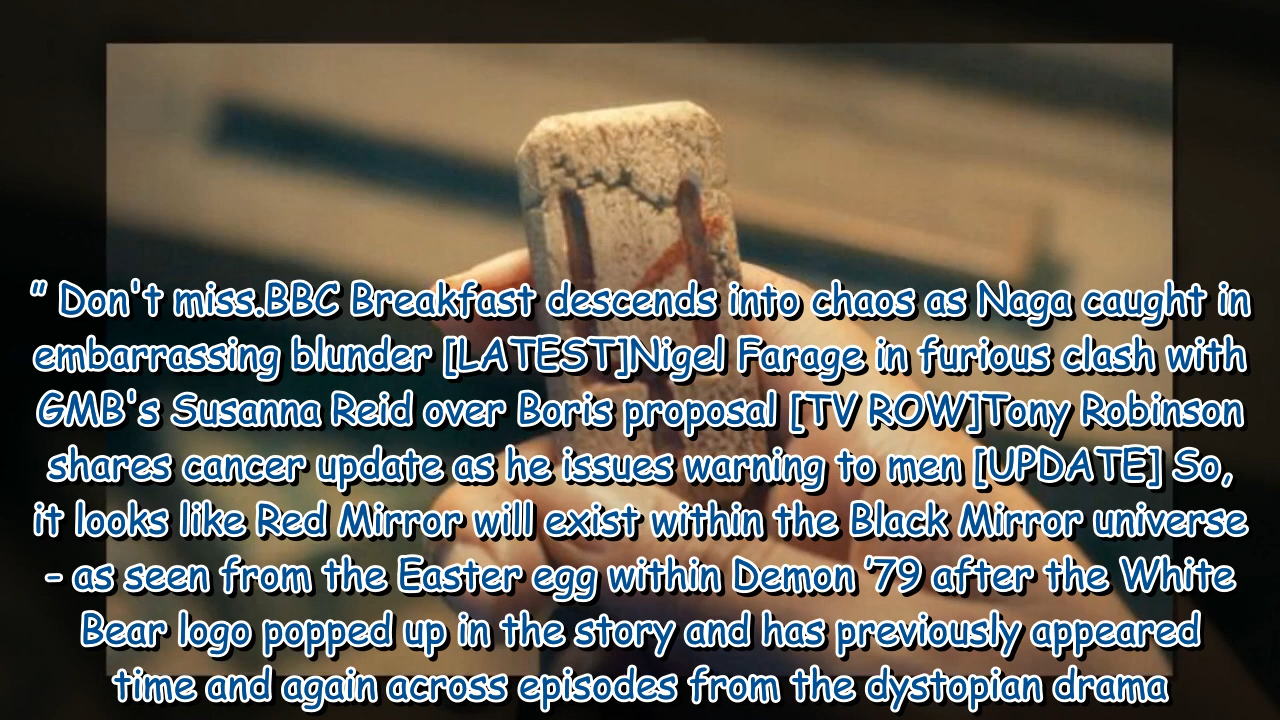 ” Don't miss.BBC Breakfast descends into chaos as Naga caught in
embarrassing blunder [LATEST]Nigel Farage in furious clash with
GMB's Susanna Reid over Boris proposal [TV ROW]Tony Robinson
shares cancer update as he issues warning to men [UPDATE] So,
it looks like Red Mirror will exist within the Black Mirror universe
- as seen from the Easter egg within Demon ’79 after the White
Bear logo popped up in the story and has previously appeared
time and again across episodes from the dystopian drama